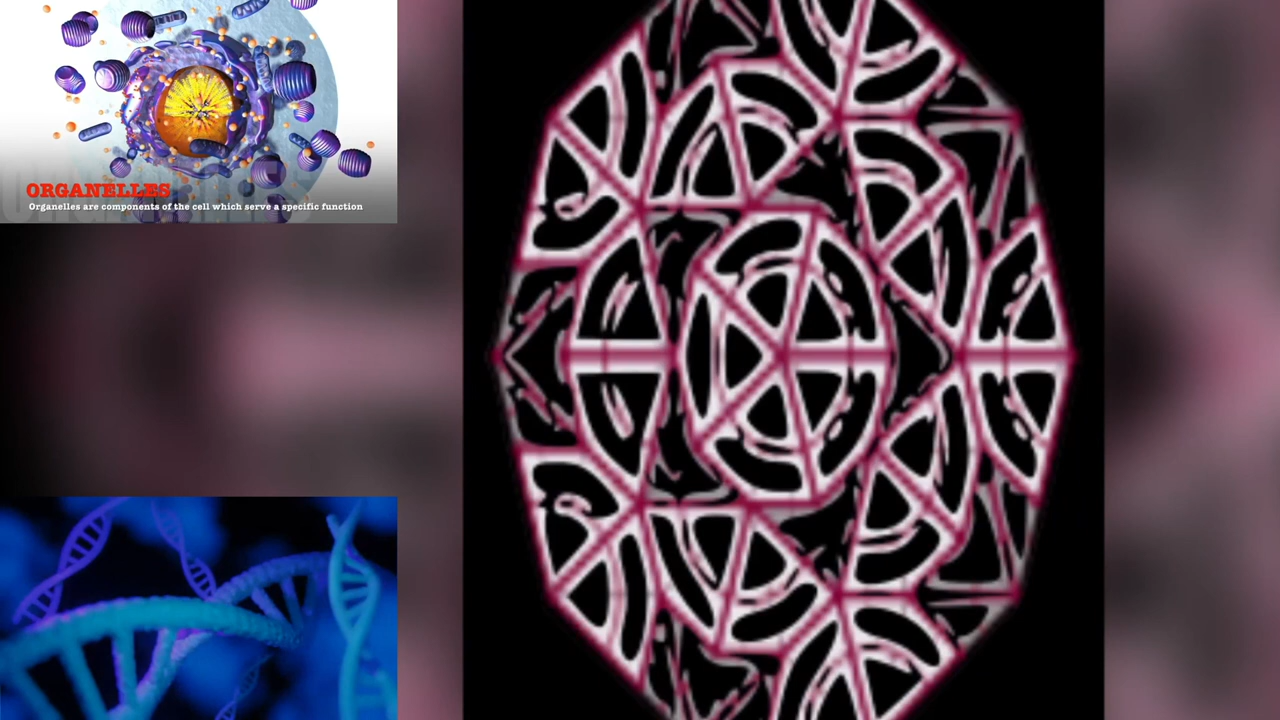 ORGANELLES
Organelles are components of the cell which serve a specific function